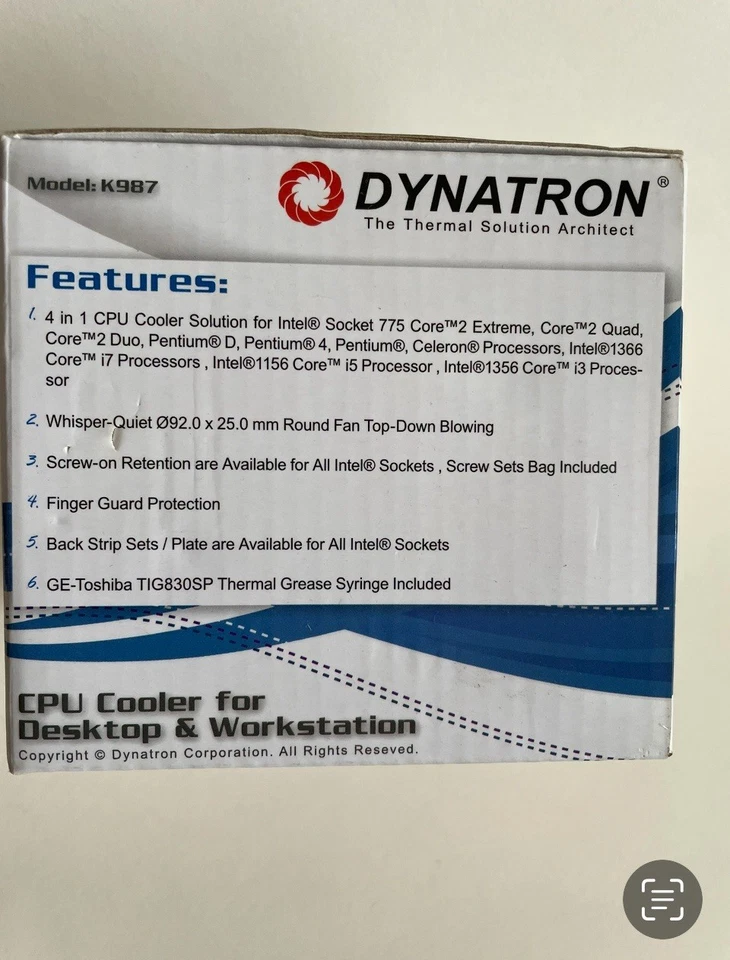 Model: K987
DYNATRON®
The Thermal Solution Architect
Features:
1. 4 in 1 CPU Cooler Solution for Intel® Socket 775 Core™2 Extreme, Core™2 Quad,
Core™2 Duo, Pentium® D, Pentium® 4, Pentium®, Celeron® Processors, Intel®1366
Core™ i7 Processors , Intel®1156 Core™ i5 Processor , Intel®1356 Core™ i3 Proces-
sor
2. Whisper-Quiet Ø92.0 x 25.0 mm Round Fan Top-Down Blowing
3. Screw-on Retention are Available for All Intel® Sockets , Screw Sets Bag Included
4. Finger Guard Protection
5. Back Strip Sets / Plate are Available for All Intel® Sockets
6. GE-Toshiba TIG830SP Thermal Grease Syringe Included
CPU Cooler for
Desktop & Workstation
Copyright © Dynatron Corporation. All Rights Reseved.